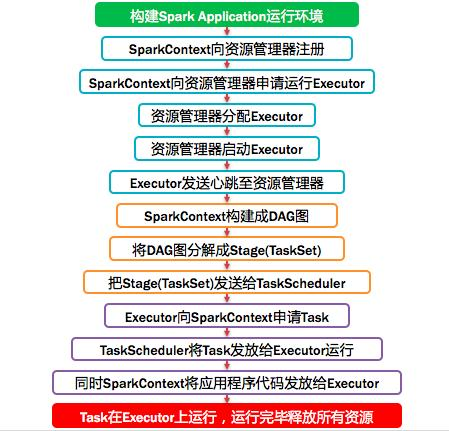 构建Spark Application运行环境
SparkContext向资源管理器注册
SparkContext向资源管理器申请运行Executor
资源管理器分配Executor
资源管理器启动Executor
Executor发送心跳至资源管理器
SparkContext构建成DAG图
将DAG图分解成Stage(TaskSet)
把Stage(TaskSet)发送给TaskScheduler
Executor向SparkContext申请Task
TaskScheduler将Task发放给Executor运行
同时SparkContext将应用程序代码发放给Executor
Task在Executor上运行，运行完毕释放所有资源